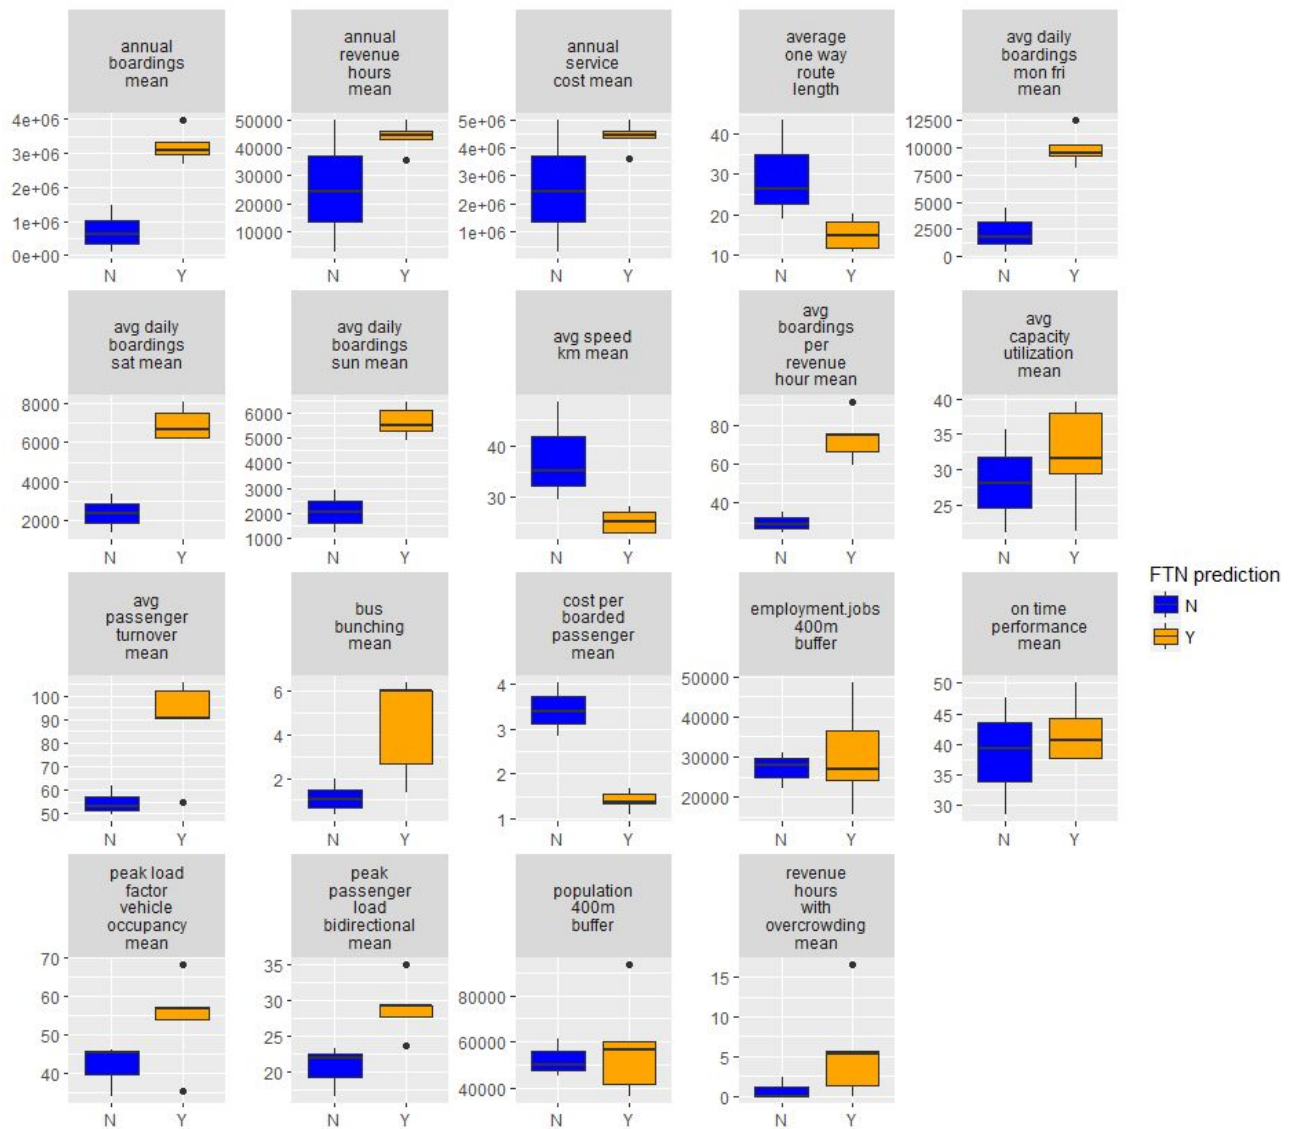 annual
boardings
mean
annual
revenue
hours
mean
annual
service
cost mean
average
one way
route
length
avg daily
boardings
mon fri
mean
4e+06
3e+06
2e+06
1e+06
0e+00
N Y
50000
40000
30000
20000
10000
N Y
5e+06
4e+06
3e+06
2e+06
1e+06
N Y
40
30
20
10
N Y
12500
10000
7500
5000
2500
0
N Y
avg daily
boardings
sat mean
avg daily
boardings
sun mean
avg speed
km mean
avg
boardings
per
revenue
hour mean
avg
capacity
utilization
mean
8000
6000
4000
2000
N Y
6000
5000
4000
3000
2000
1000
N Y
40
30
N Y
80
60
40
N Y
40
35
30
25
N Y
FTN prediction
N
Y
avg
passenger
turnover
mean
bus
bunching
mean
cost per
boarded
passenger
mean
employment.jobs
400m
buffer
on time
performance
mean
100
90
80
70
60
50
N Y
6
4
2
N Y
4
3
2
1
N Y
50000
40000
30000
20000
N Y
50
45
40
35
30
N Y
peak load
factor
vehicle
occupancy
mean
peak
passenger
load
bidirectional
mean
population
400m
buffer
revenue
hours
with
overcrowding
mean
70
60
50
40
N Y
35
30
25
20
N Y
80000
60000
40000
N Y
15
10
5
0
N Y